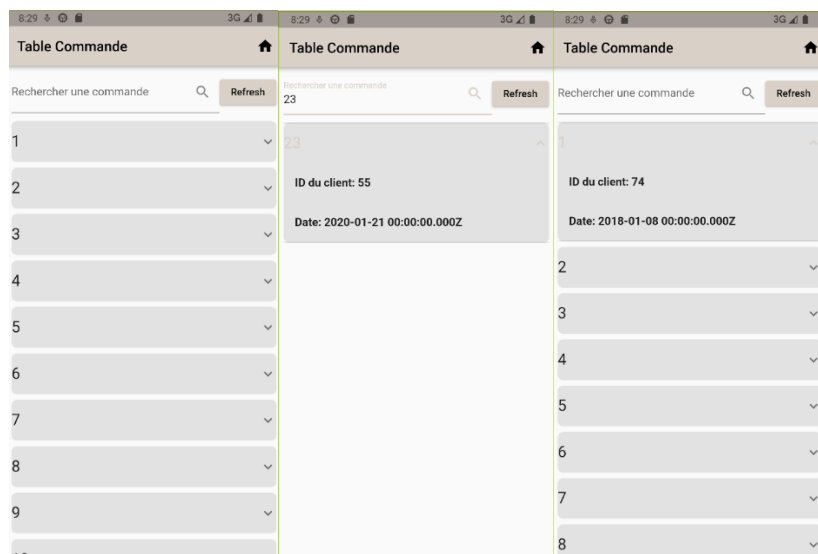 8:29 3G
Table Commande
Rechercher une commande Refresh
1
2
3
4
5
6
7
8
9
8:29 3G
Table Commande
Rechercher une commande
23 Refresh
23
ID du client: 55
Date: 2020-01-21 00:00:00.000Z
8:29 3G
Table Commande
Rechercher une commande Refresh
1
ID du client: 74
Date: 2018-01-08 00:00:00.000Z
2
3
4
5
6
7
8